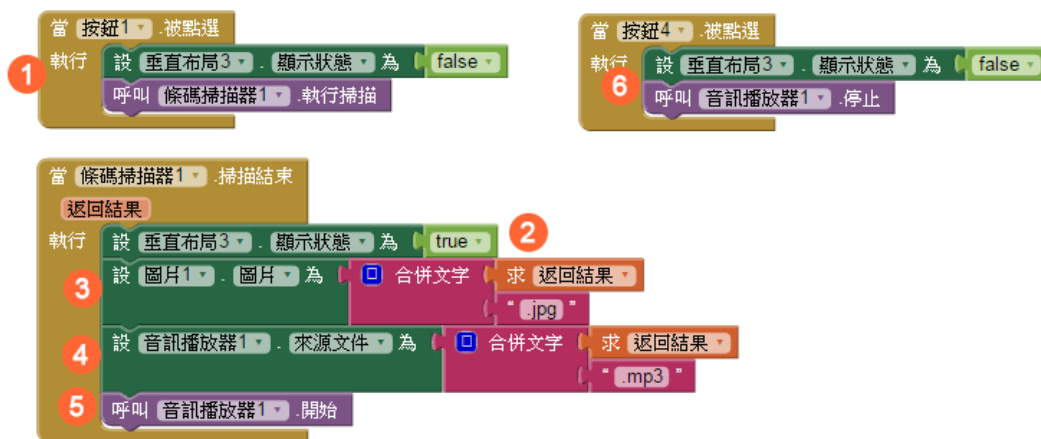 當 按鈕1 .被點選
執行 設 垂直布局3 . 顯示狀態 為 false
1
呼叫 條碼掃描器1 .執行掃描
當 按鈕4 .被點選
執行 設 垂直布局3 . 顯示狀態 為 false
6
呼叫 音訊播放器1 .停止
當 條碼掃描器1 .掃描結束
返回結果
執行 設 垂直布局3 . 顯示狀態 為 true 2
3 設 圖片1 . 圖片 為 合併文字 求 返回結果
" .jpg "
4 設 音訊播放器1 . 來源文件 為 合併文字 求 返回結果
" .mp3 "
5 呼叫 音訊播放器1 .開始